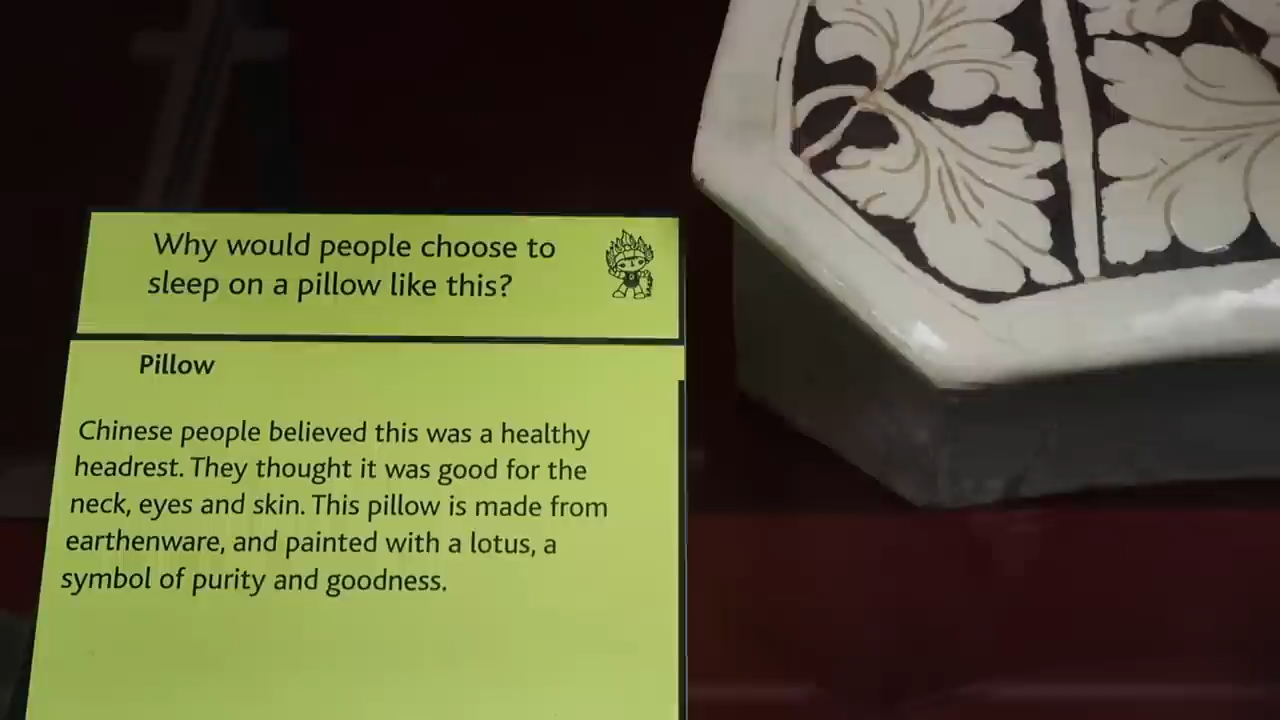 Why would people choose to
sleep on a pillow like this?
Pillow
Chinese people believed this was a healthy
headrest. They thought it was good for the
neck, eyes and skin. This pillow is made from
earthenware, and painted with a lotus, a
symbol of purity and goodness.